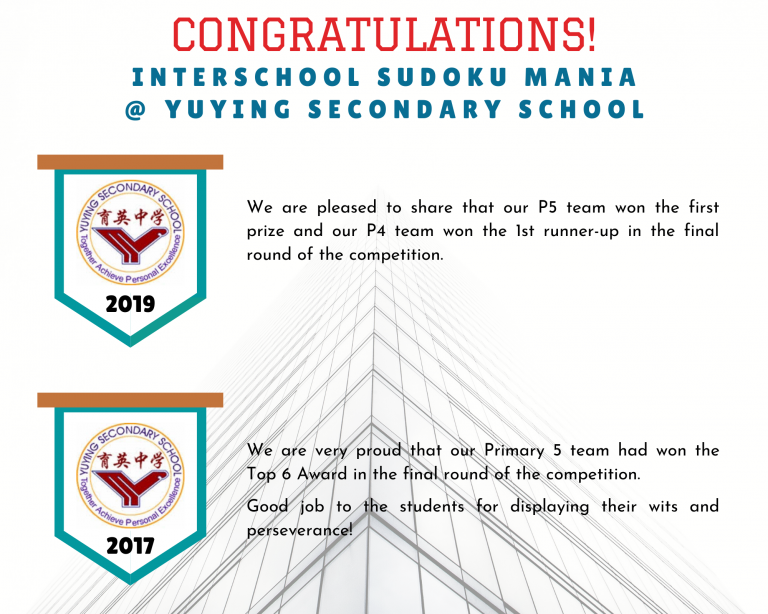 CONGRATULATIONS!
INTERSCHOOL SUDOKU MANIA
@ YUYING SECONDARY SCHOOL
YUYING SECONDARY SCHOOL
育英中学
Together Achieve Personal Excellence
2019
We are pleased to share that our P5 team won the first
prize and our P4 team won the 1st runner-up in the final
round of the competition.
YUYING SECONDARY SCHOOL
育英中学
Together Achieve Personal Excellence
2017
We are very proud that our Primary 5 team had won the
Top 6 Award in the final round of the competition.
Good job to the students for displaying their wits and
perseverance!